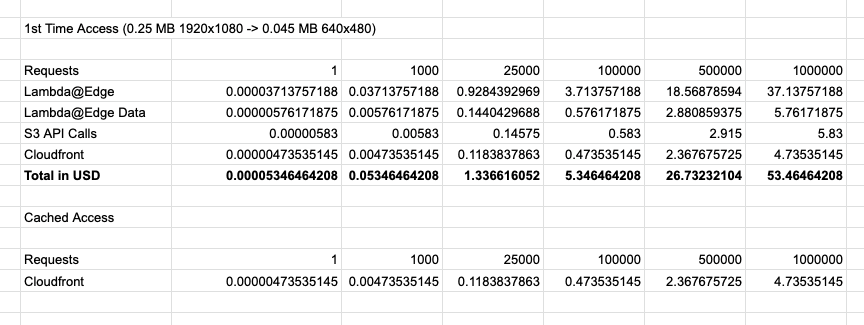 1st Time Access (0.25 MB 1920x1080 -> 0.045 MB 640x480)
Requests 1 1000 25000 100000 500000 1000000
Lambda@Edge 0.00003713757188 0.03713757188 0.9284392969 3.713757188 18.56878594 37.13757188
Lambda@Edge Data 0.00000576171875 0.00576171875 0.1440429688 0.576171875 2.880859375 5.76171875
S3 API Calls 0.00000583 0.00583 0.14575 0.583 2.915 5.83
Cloudfront 0.00000473535145 0.00473535145 0.1183837863 0.473535145 2.367675725 4.73535145
Total in USD 0.00005346464208 0.05346464208 1.336616052 5.346464208 26.73232104 53.46464208
Cached Access
Requests 1 1000 25000 100000 500000 1000000
Cloudfront 0.00000473535145 0.00473535145 0.1183837863 0.473535145 2.367675725 4.73535145